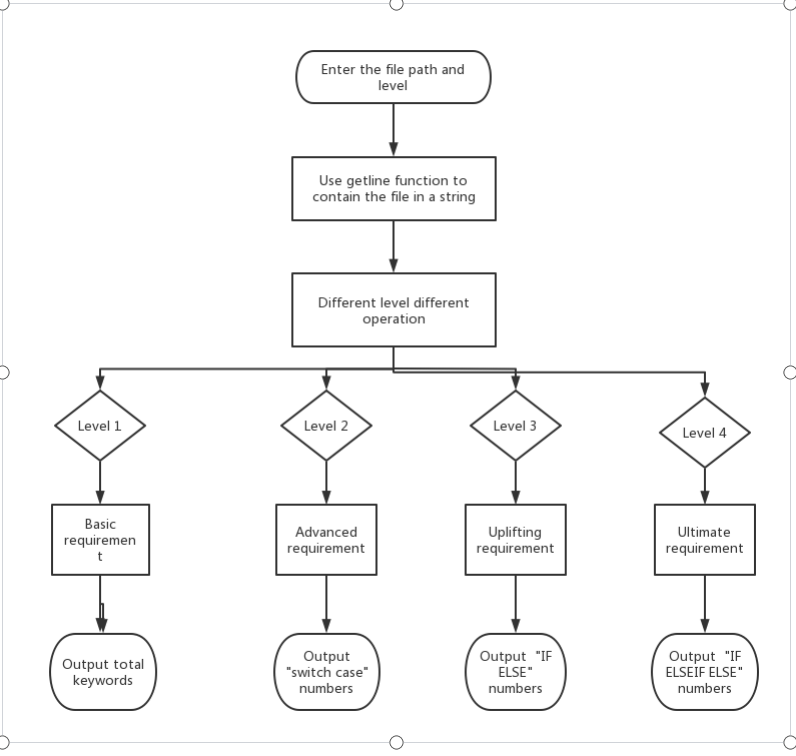 Enter the file path and
level
Use getline function to
contain the file in a string
Different level different
operation
Level 1
Level 2
Level 3
Level 4
Basic
requiremen
t
Advanced
requirement
Uplifting
requirement
Ultimate
requirement
Output total
keywords
Output
"switch case"
numbers
Output "IF
ELSE"
numbers
Output "IF
ELSEIF ELSE"
numbers